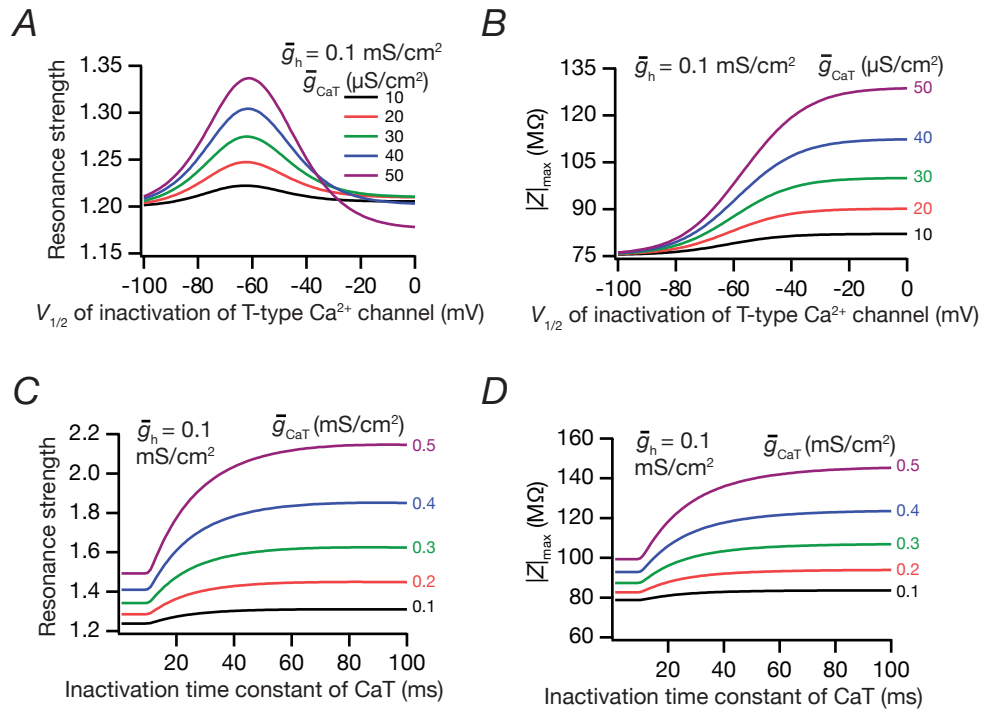 A
ḡh = 0.1 mS/cm²
ḡCaT (μS/cm²)
10
20
30
40
50
Resonance strength
1.35
1.30
1.25
1.20
1.15
-100 -80 -60 -40 -20 0
V1/2 of inactivation of T-type Ca²⁺ channel (mV)
B
ḡh = 0.1 mS/cm²
ḡCaT (μS/cm²)
|Z|max (MΩ)
135
120
105
90
75
50
40
30
20
10
-100 -80 -60 -40 -20 0
V1/2 of inactivation of T-type Ca²⁺ channel (mV)
C
ḡh = 0.1
mS/cm²
ḡCaT (mS/cm²)
Resonance strength
2.2
2.0
1.8
1.6
1.4
1.2
0.5
0.4
0.3
0.2
0.1
20 40 60 80 100
Inactivation time constant of CaT (ms)
D
ḡh = 0.1
mS/cm²
ḡCaT (mS/cm²)
|Z|max (MΩ)
160
140
120
100
80
60
0.5
0.4
0.3
0.2
0.1
20 40 60 80 100
Inactivation time constant of CaT (ms)